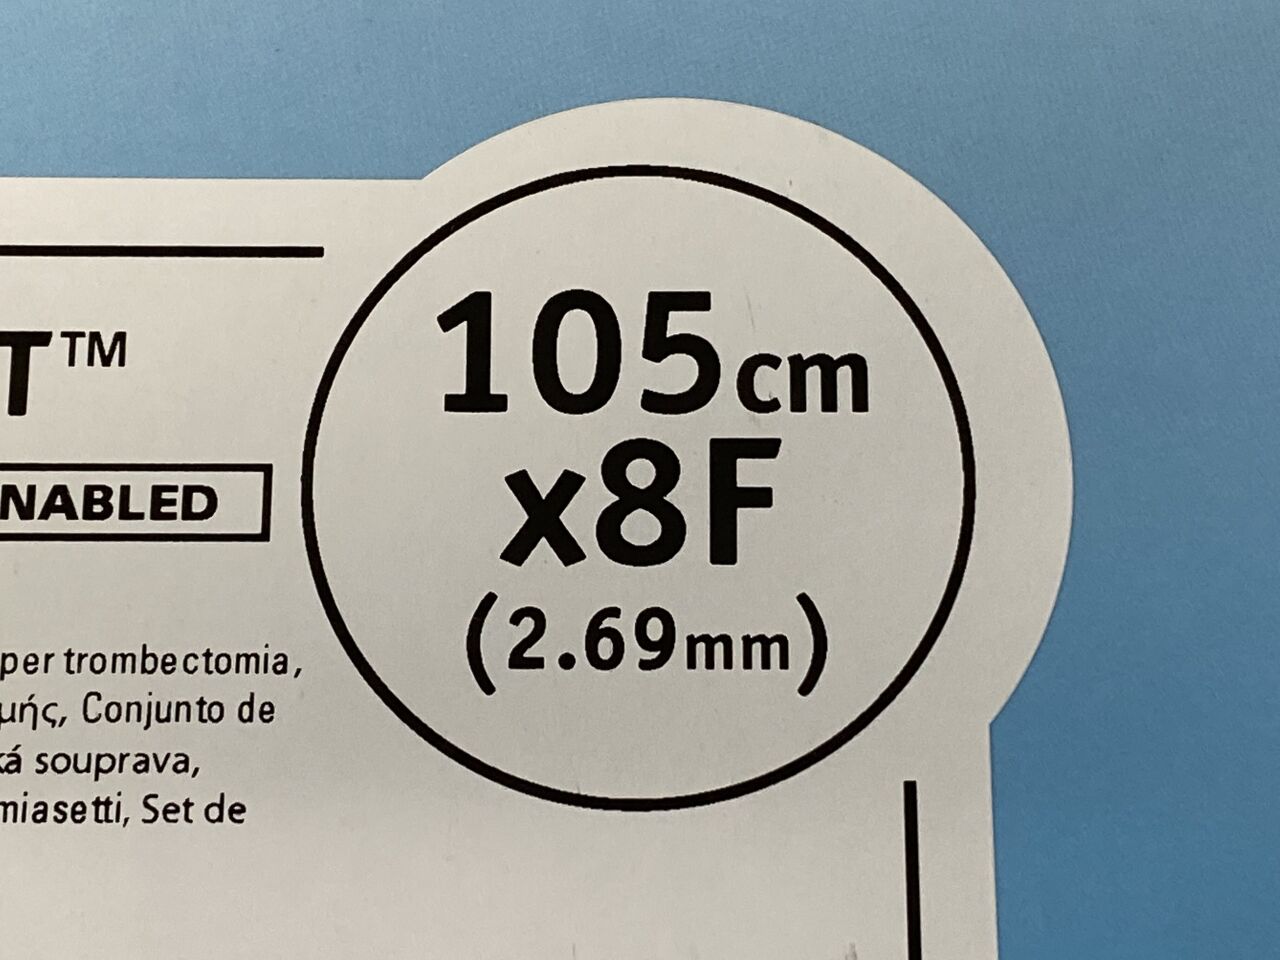 T™
NABLED
per trombectomia,
μής, Conjunto de
ká souprava,
miasetti, Set de
105cm
x8F
(2.69mm)